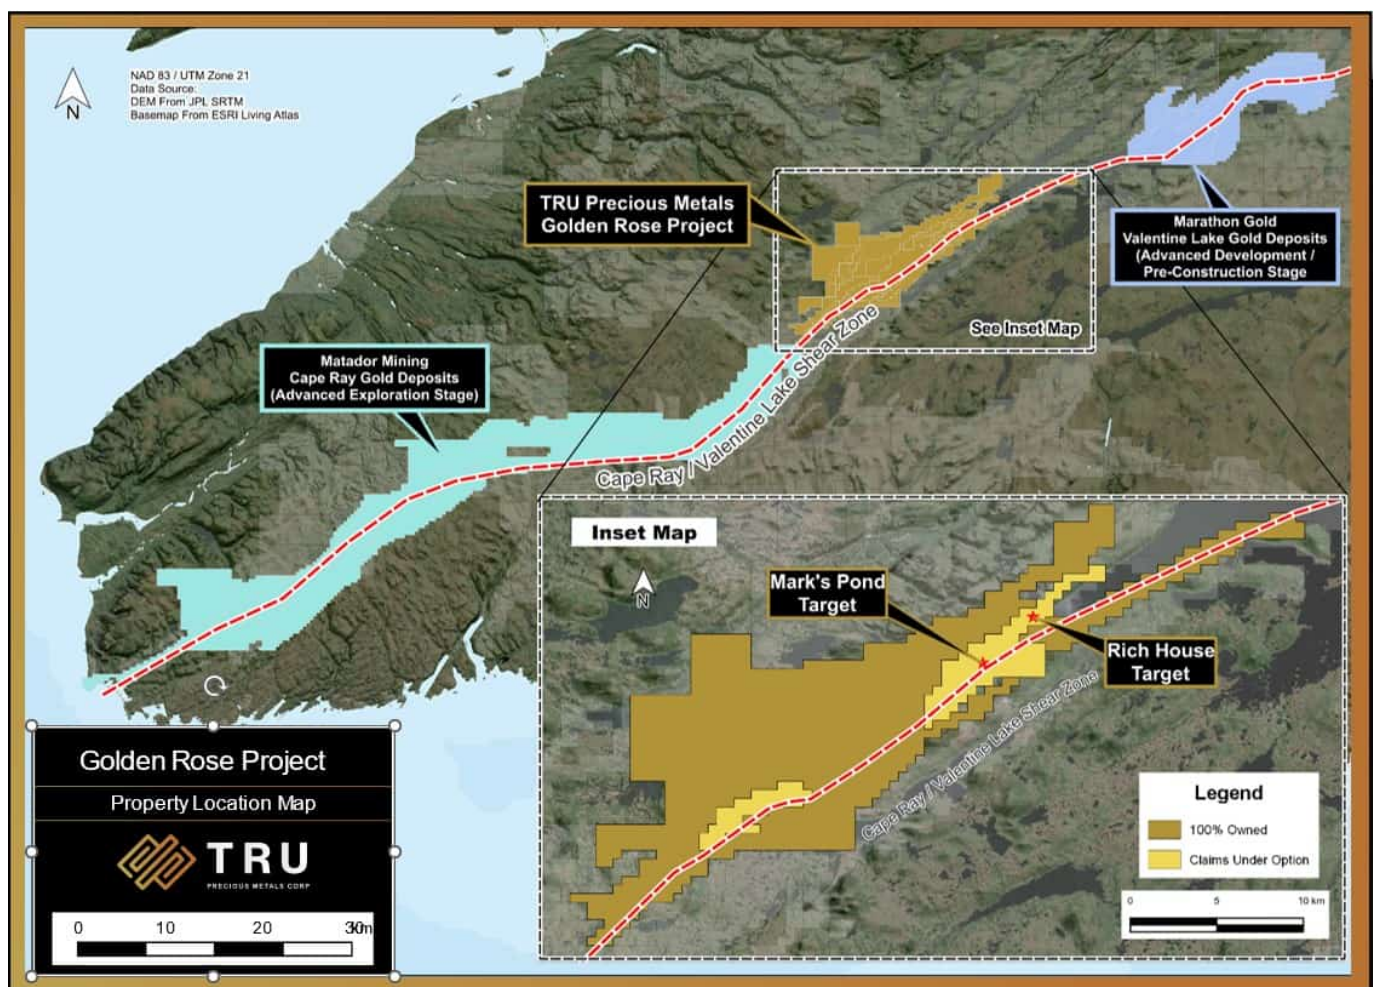 NAD 83 / UTM Zone 21
Data Source:
DEM From JPL SRTM
Basemap From ESRI Living Atlas
N
TRU Precious Metals
Golden Rose Project
Marathon Gold
Valentine Lake Gold Deposits
(Advanced Development /
Pre-Construction Stage
See Inset Map
Matador Mining
Cape Ray Gold Deposits
(Advanced Exploration Stage)
Cape Ray / Valentine Lake Shear Zone
Inset Map
N
Mark's Pond
Target
Rich House
Target
Cape Ray / Valentine Lake Shear Zone
Legend
100% Owned
Claims Under Option
0 5 10 km
Golden Rose Project
Property Location Map
TRU
PRECIOUS METALS CORP
0 10 20 30km